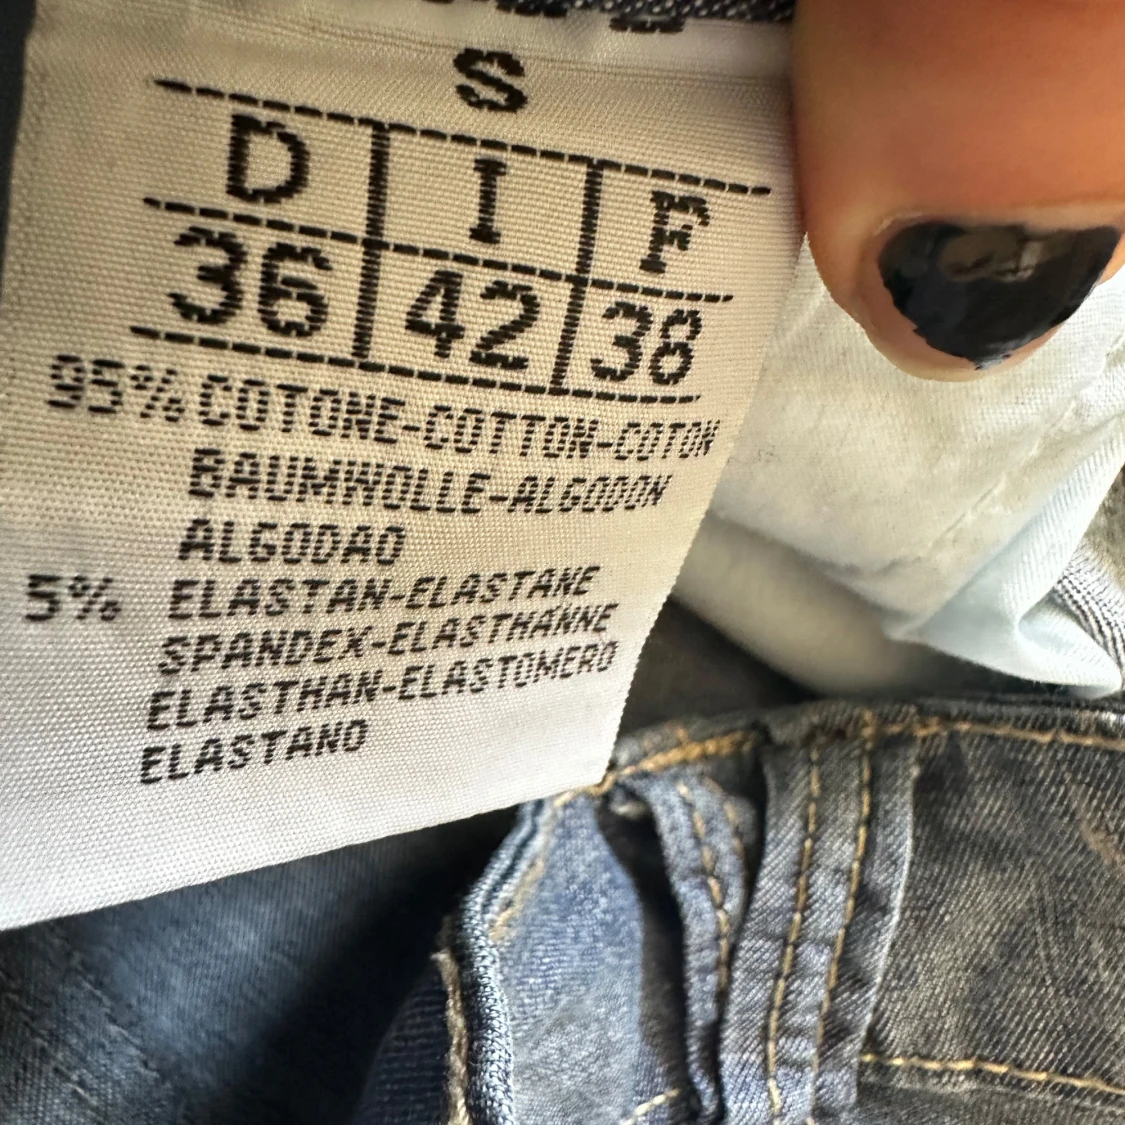 S
D I F
36 42 38
95% COTONE-COTTON-COTON
BAUMWOLLE-ALGODON
ALGODAO
5% ELASTAN-ELASTANE
SPANDEX-ELASTHANNE
ELASTHAN-ELASTOMERO
ELASTANO